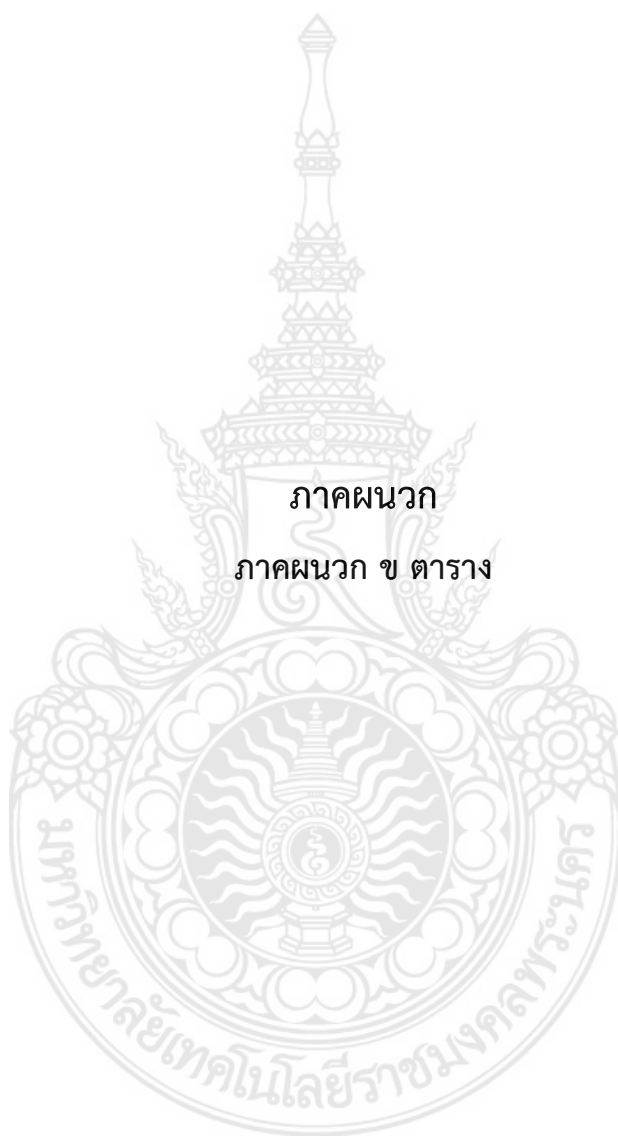 ภาคผนวก
ภาคผนวก ข ตาราง
มหาวิทยาลัยเทคโนโลยีราชมงคลพระนคร